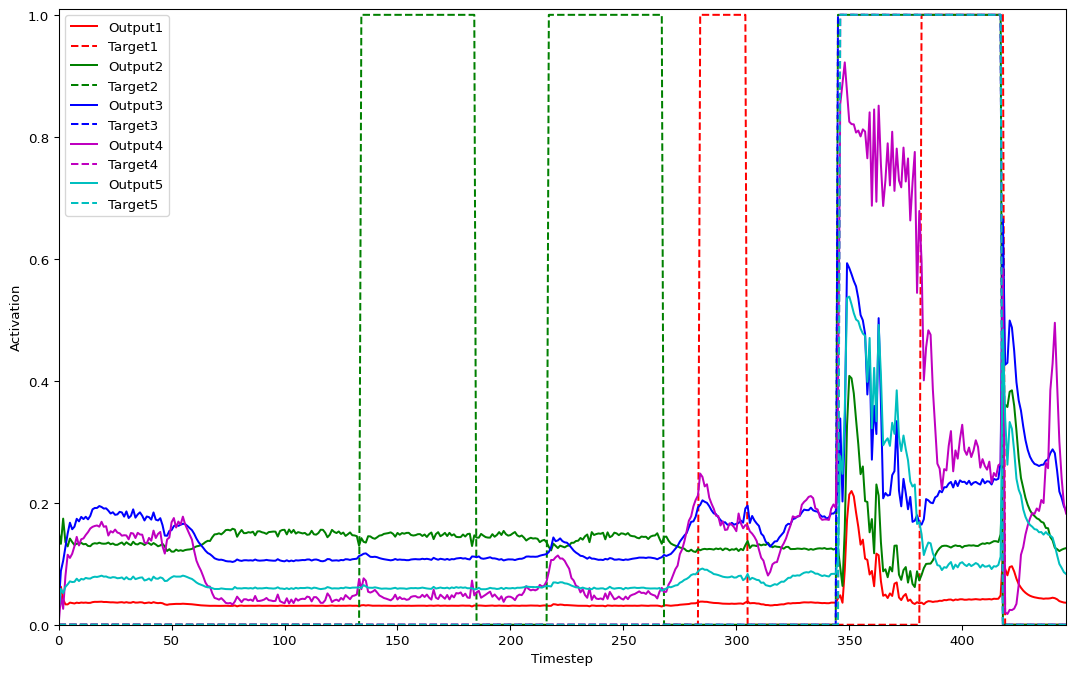 1.0
0.8
0.6
0.4
0.2
0.0
Activation
Output1
Target1
Output2
Target2
Output3
Target3
Output4
Target4
Output5
Target5
0
50
100
150
200
250
300
350
400
Timestep